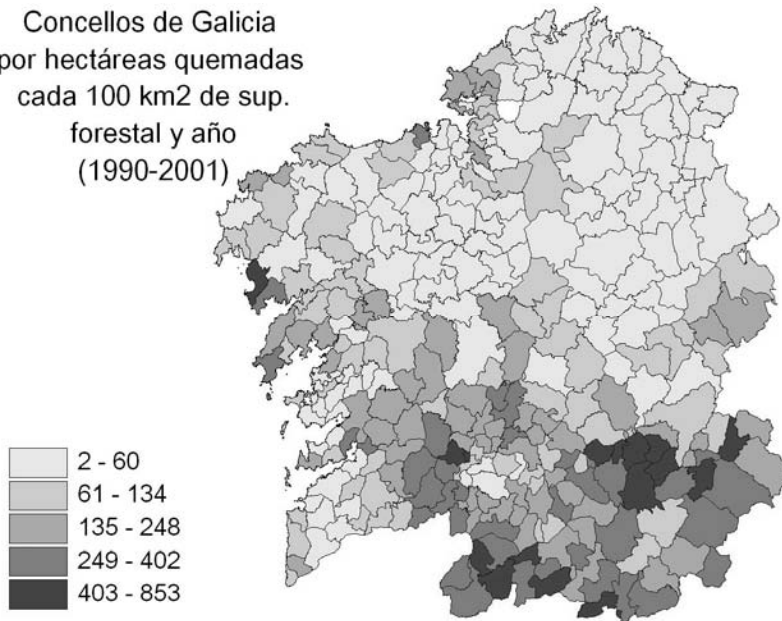 Concellos de Galicia
por hectáreas quemadas
cada 100 km2 de sup.
forestal y año
(1990-2001)
2 - 60
61 - 134
135 - 248
249 - 402
403 - 853